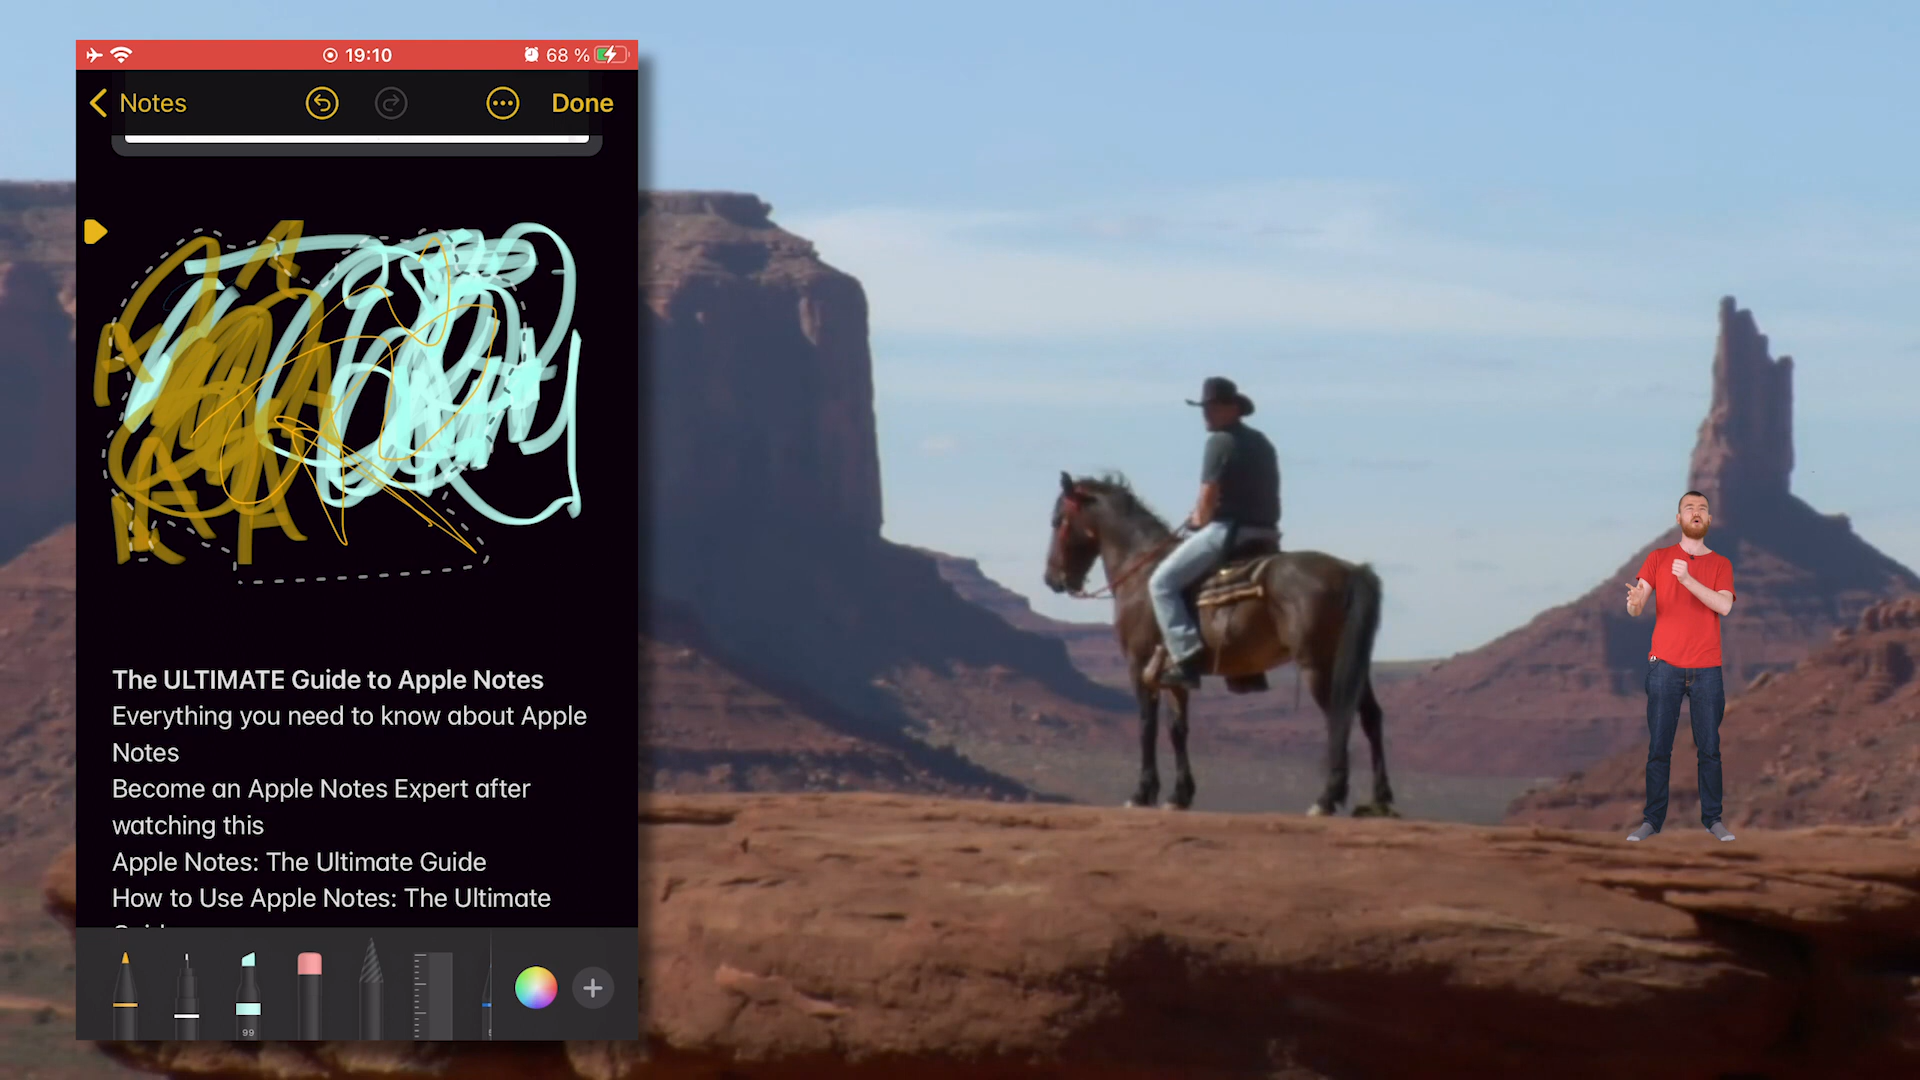 19:10 68 %
Notes Done
The ULTIMATE Guide to Apple Notes
Everything you need to know about Apple
Notes
Become an Apple Notes Expert after
watching this
Apple Notes: The Ultimate Guide
How to Use Apple Notes: The Ultimate
99